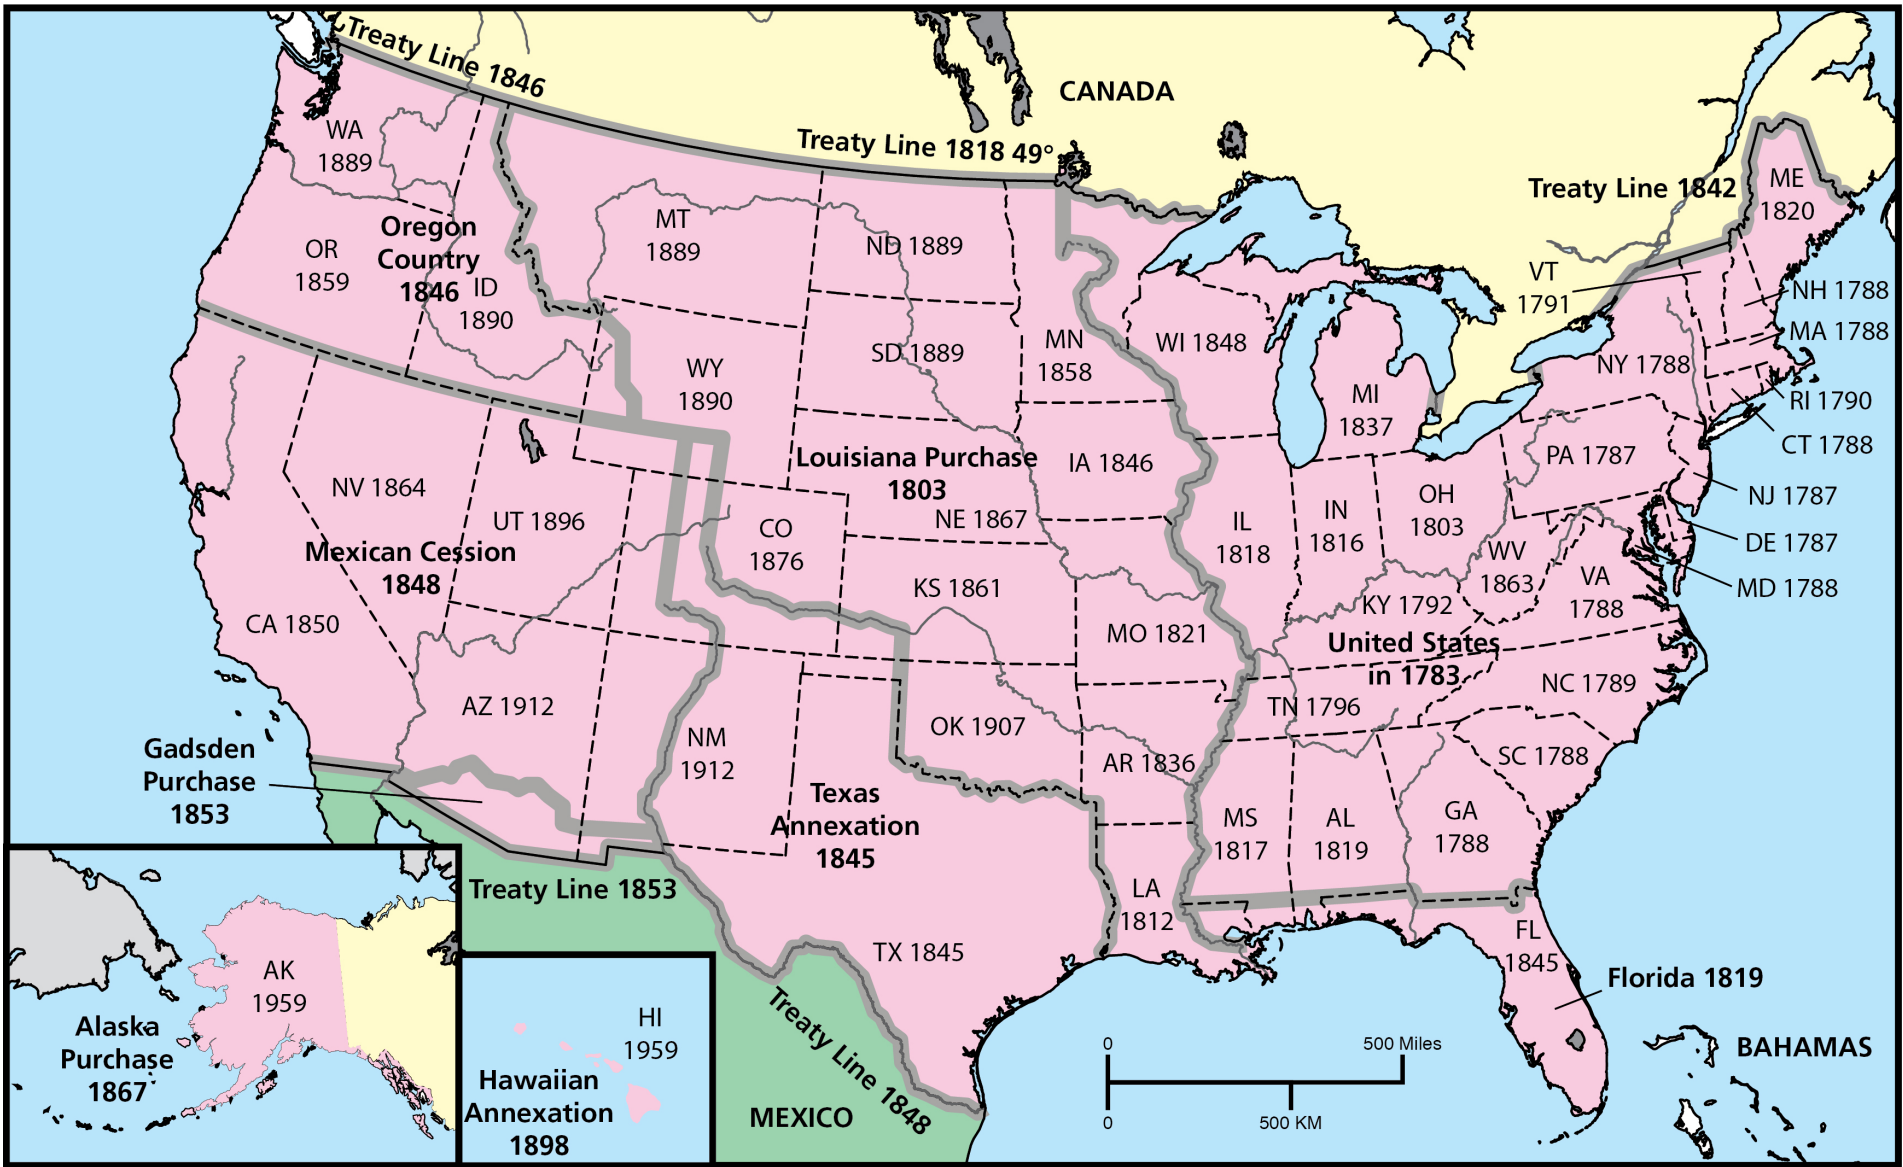 Treaty Line 1846
CANADA
Treaty Line 1818 49°
Treaty Line 1842
WA
1889
OR
1859
Oregon
Country
1846
ID
1890
MT
1889
ND 1889
SD 1889
WY
1890
MN
1858
WI 1848
MI
1837
ME
1820
VT
1791
NH 1788
MA 1788
NY 1788
RI 1790
CT 1788
PA 1787
NJ 1787
DE 1787
MD 1788
Louisiana Purchase
1803
NE 1867
IA 1846
IL
1818
IN
1816
OH
1803
WV
1863
VA
1788
NV 1864
UT 1896
CO
1876
Mexican Cession
1848
CA 1850
KS 1861
MO 1821
KY 1792
United States
in 1783
TN 1796
NC 1789
SC 1788
AZ 1912
NM
1912
OK 1907
AR 1836
Gadsden
Purchase
1853
Texas
Annexation
1845
MS
1817
AL
1819
GA
1788
LA
1812
Treaty Line 1853
TX 1845
FL
1845
Florida 1819
Treaty Line 1848
MEXICO
BAHAMAS
AK
1959
Alaska
Purchase
1867
HI
1959
Hawaiian
Annexation
1898
0
500 Miles
0
500 KM